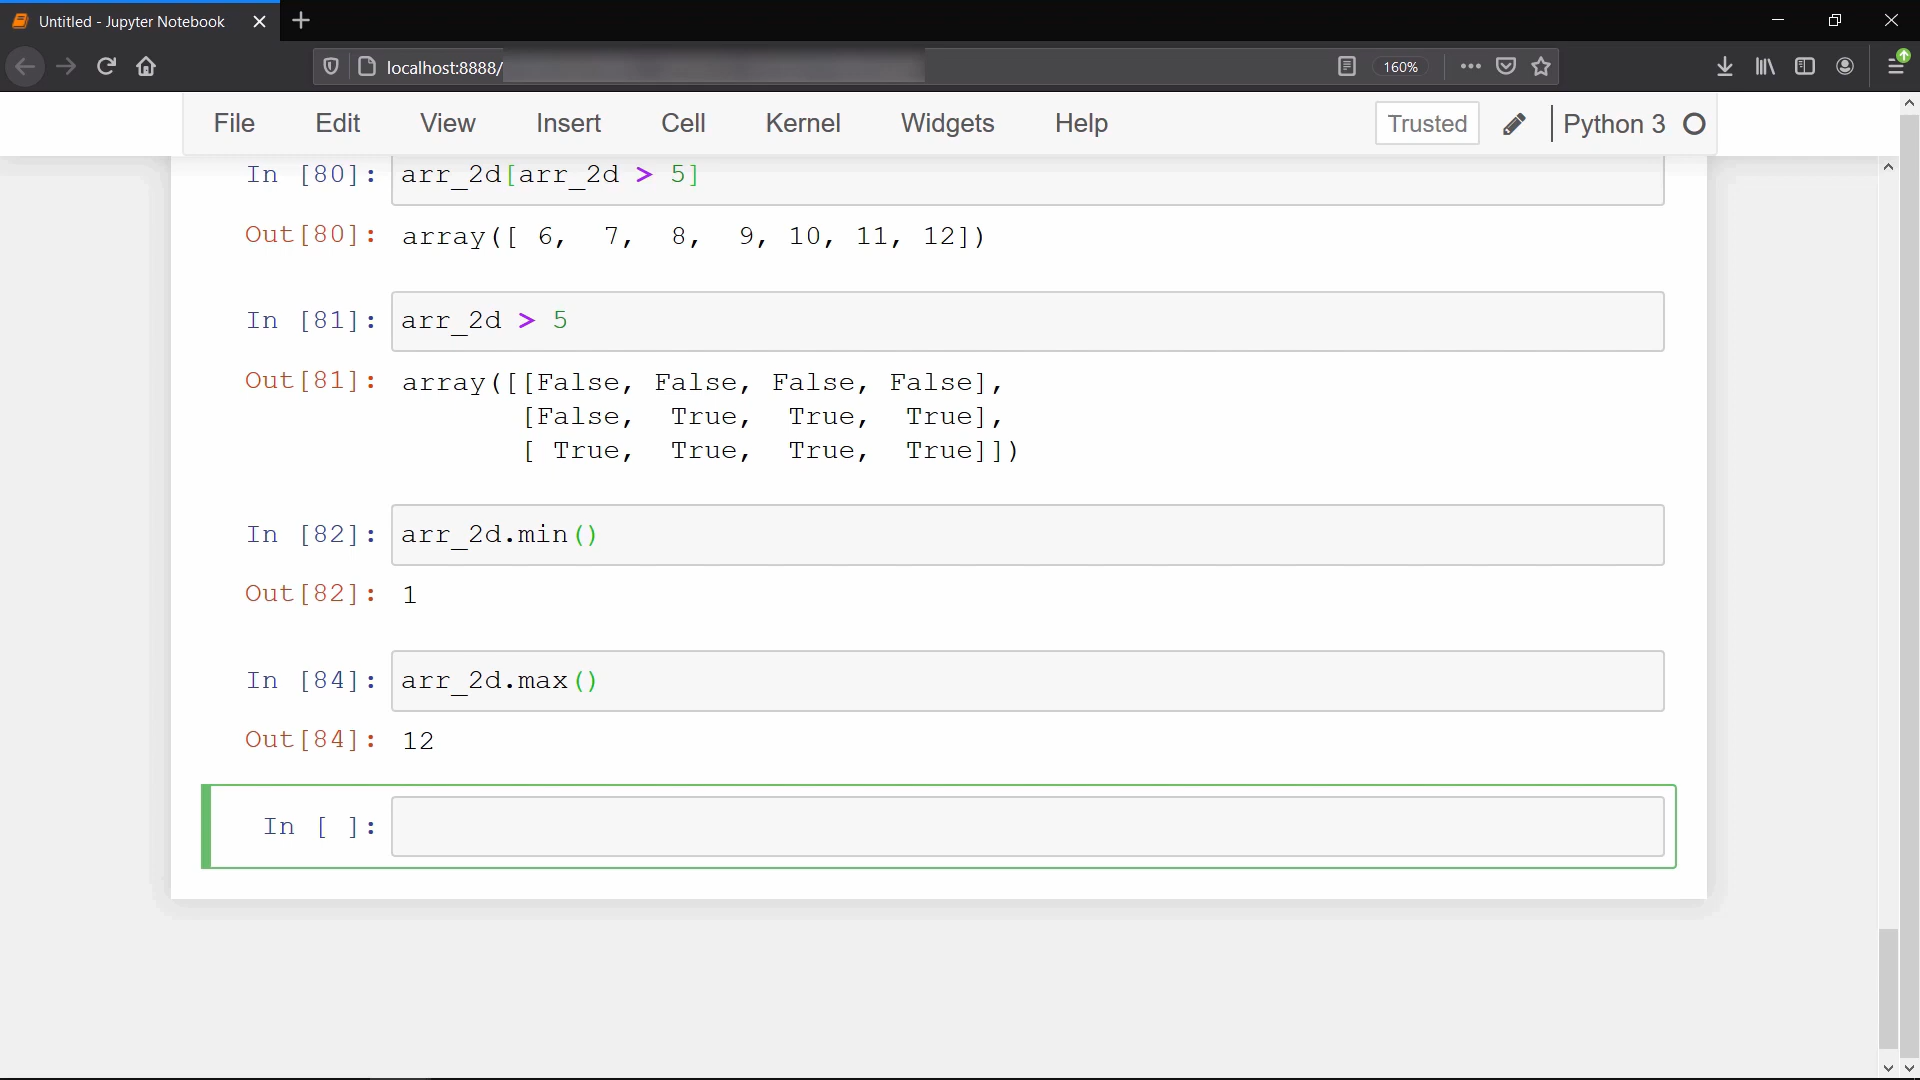 Untitled - Jupyter Notebook
localhost:8888/
160%
File Edit View Insert Cell Kernel Widgets Help
Trusted Python 3
In [80]: arr_2d[arr_2d > 5]
Out[80]: array([ 6,  7,  8,  9, 10, 11, 12])
In [81]: arr_2d > 5
Out[81]: array([[False, False, False, False],
[False,  True,  True,  True],
[ True,  True,  True,  True]])
In [82]: arr_2d.min()
Out[82]: 1
In [84]: arr_2d.max()
Out[84]: 12
In [ ]: